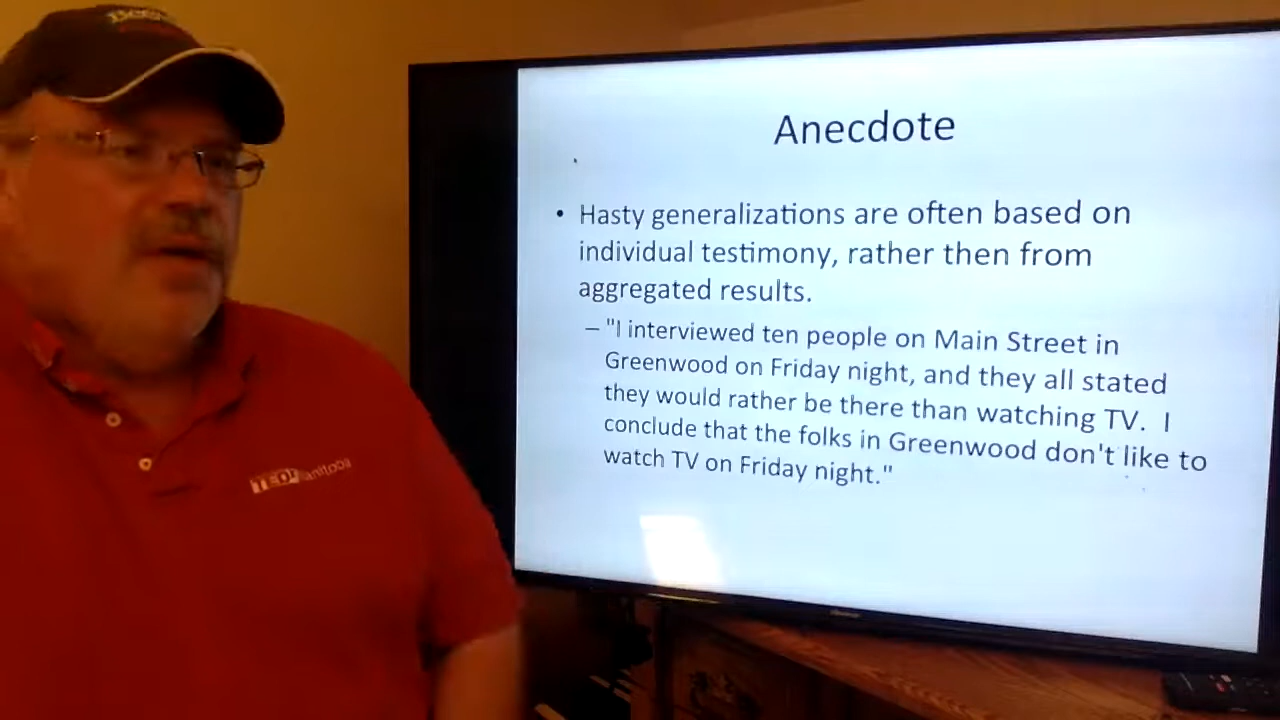 Anecdote
• Hasty generalizations are often based on
individual testimony, rather then from
aggregated results.
– "I interviewed ten people on Main Street in
Greenwood on Friday night, and they all stated
they would rather be there than watching TV. I
conclude that the folks in Greenwood don't like to
watch TV on Friday night."